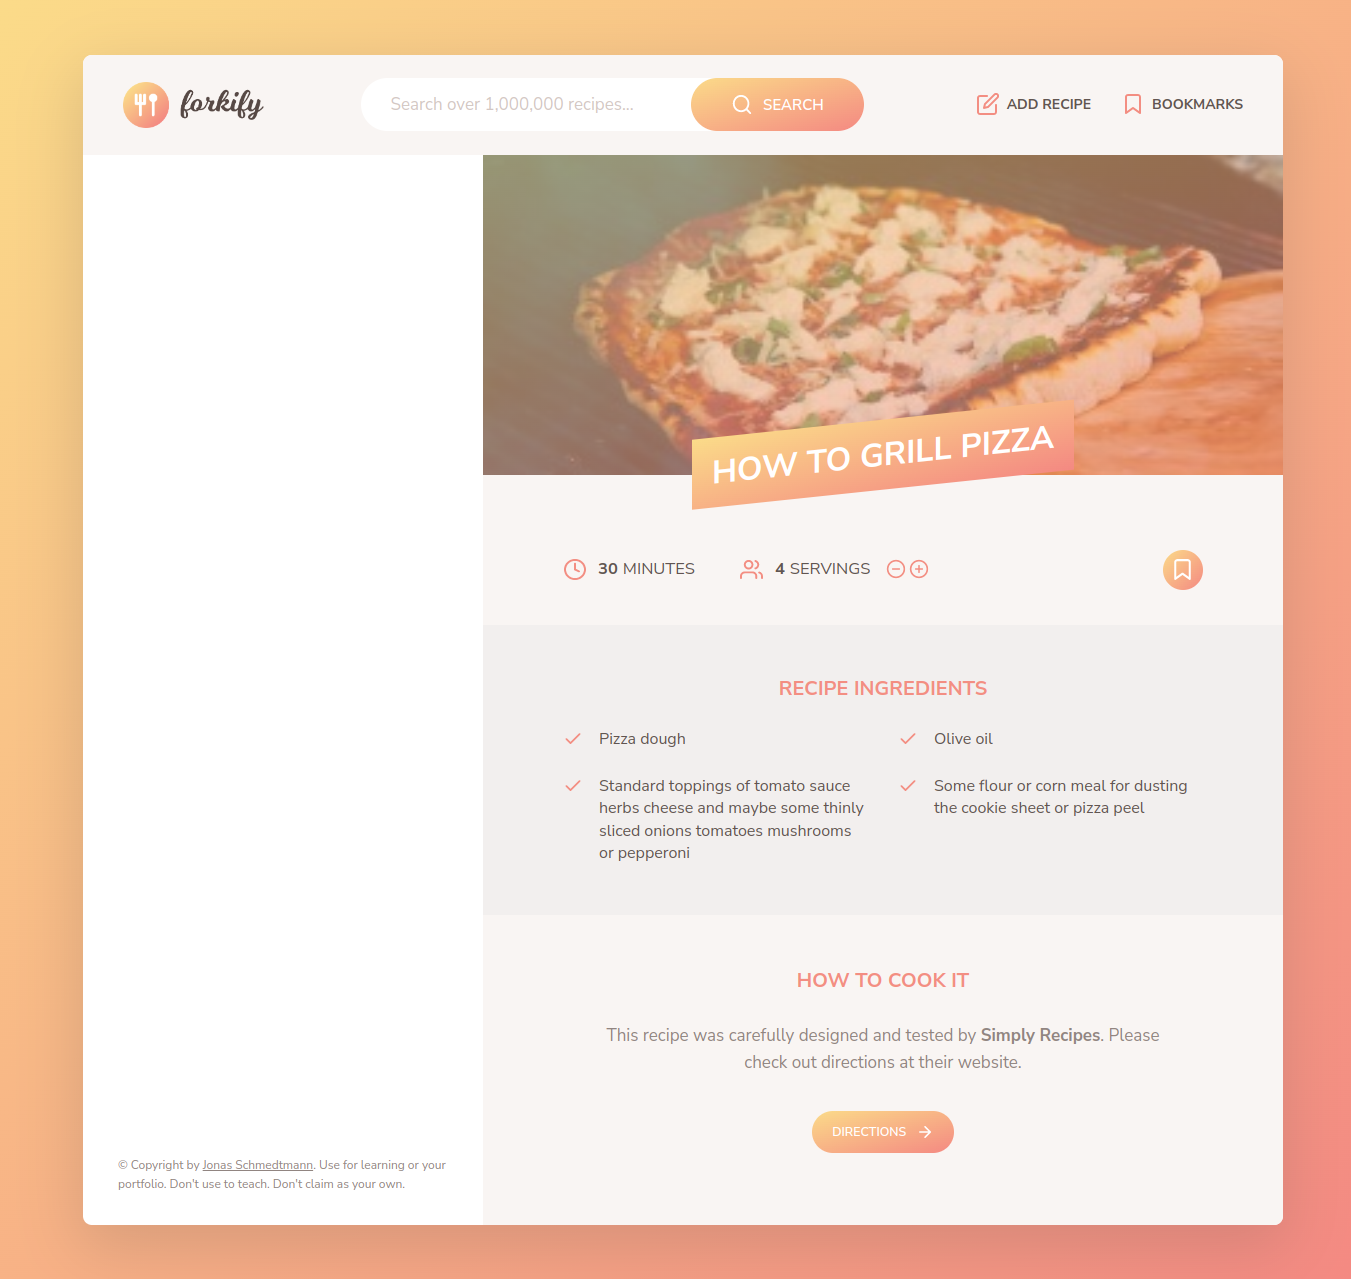 forkify
Search over 1,000,000 recipes...
SEARCH
ADD RECIPE
BOOKMARKS
HOW TO GRILL PIZZA
30 MINUTES
4 SERVINGS
RECIPE INGREDIENTS
Pizza dough
Olive oil
Standard toppings of tomato sauce
herbs cheese and maybe some thinly
sliced onions tomatoes mushrooms
or pepperoni
Some flour or corn meal for dusting
the cookie sheet or pizza peel
HOW TO COOK IT
This recipe was carefully designed and tested by Simply Recipes. Please
check out directions at their website.
DIRECTIONS
© Copyright by Jonas Schmedtmann. Use for learning or your
portfolio. Don't use to teach. Don't claim as your own.